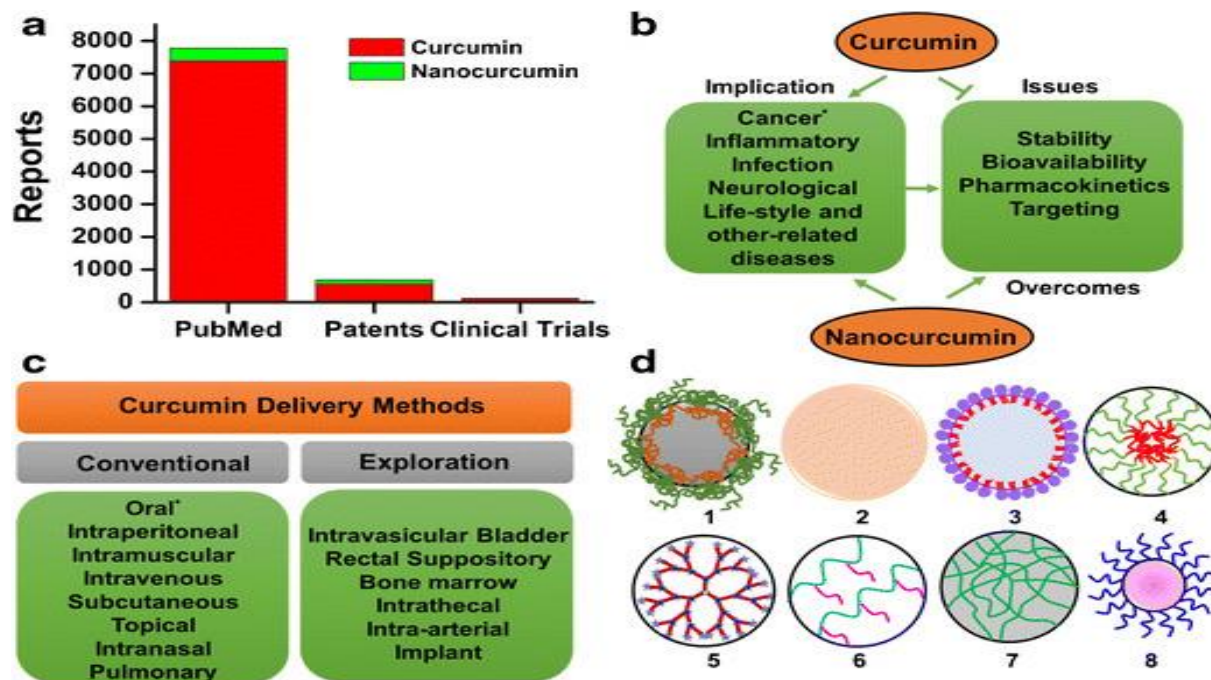 a
8000
7000
6000
5000
4000
3000
2000
1000
0
Reports
Curcumin
Nanocurcumin
PubMed Patents Clinical Trials
b
Curcumin
Implication
Issues
Cancer*
Inflammatory
Infection
Neurological
Life-style and
other-related
diseases
Stability
Bioavailability
Pharmacokinetics
Targeting
Overcomes
Nanocurcumin
c
Curcumin Delivery Methods
Conventional
Exploration
Oral*
Intraperitoneal
Intramuscular
Intravenous
Subcutaneous
Topical
Intranasal
Pulmonary
Intravasicular Bladder
Rectal Suppository
Bone marrow
Intrathecal
Intra-arterial
Implant
d
1 2 3 4
5 6 7 8